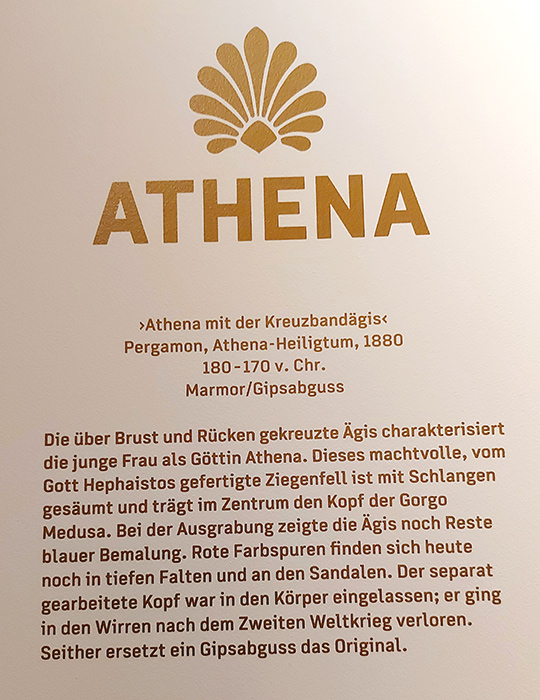 ATHENA
›Athena mit der Kreuzbandägis‹
Pergamon, Athena-Heiligtum, 1880
180-170 v. Chr.
Marmor/Gipsabguss
Die über Brust und Rücken gekreuzte Ägis charakterisiert
die junge Frau als Göttin Athena. Dieses machtvolle, vom
Gott Hephaistos gefertigte Ziegenfell ist mit Schlangen
gesäumt und trägt im Zentrum den Kopf der Gorgo
Medusa. Bei der Ausgrabung zeigte die Ägis noch Reste
blauer Bemalung. Rote Farbspuren finden sich heute
noch in tiefen Falten und an den Sandalen. Der separat
gearbeitete Kopf war in den Körper eingelassen; er ging
in den Wirren nach dem Zweiten Weltkrieg verloren.
Seither ersetzt ein Gipsabguss das Original.